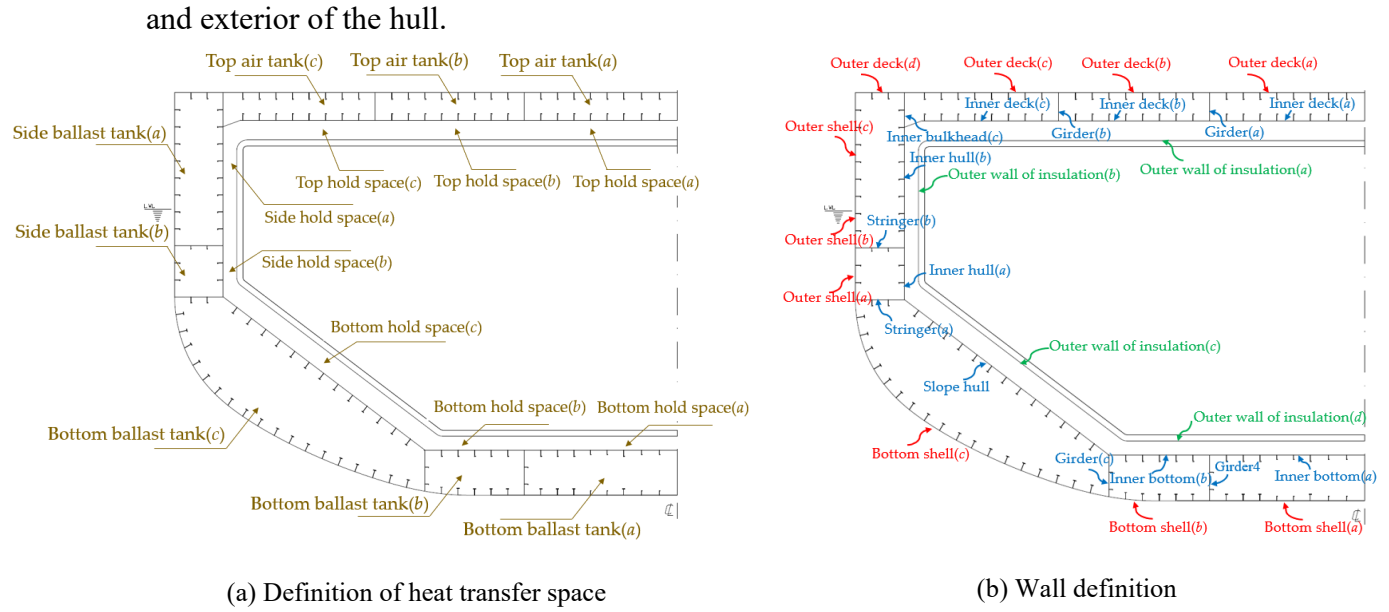 and exterior of the hull.
Top air tank(c)
Top air tank(b)
Top air tank(a)
Side ballast tank(a)
Top hold space(c)
Top hold space(b)
Top hold space(a)
Side hold space(a)
LWL
Side ballast tank(b)
Side hold space(b)
Bottom hold space(c)
Bottom hold space(b)
Bottom hold space(a)
Bottom ballast tank(c)
Bottom ballast tank(b)
Bottom ballast tank(a)
℄
(a) Definition of heat transfer space
Outer deck(d)
Outer deck(c)
Outer deck(b)
Outer deck(a)
Inner deck(c)
Inner deck(b)
Inner deck(a)
Outer shell(c)
Inner bulkhead(c)
Girder(b)
Girder(a)
Inner hull(b)
Outer wall of insulation(b)
Outer wall of insulation(a)
LWL
Stringer(b)
Outer shell(b)
Inner hull(a)
Outer shell(a)
Stringer(a)
Outer wall of insulation(c)
Slope hull
Outer wall of insulation(d)
Bottom shell(c)
Girder(c)
Inner bottom(b)
Girder4
Inner bottom(a)
Bottom shell(b)
Bottom shell(a)
℄
(b) Wall definition